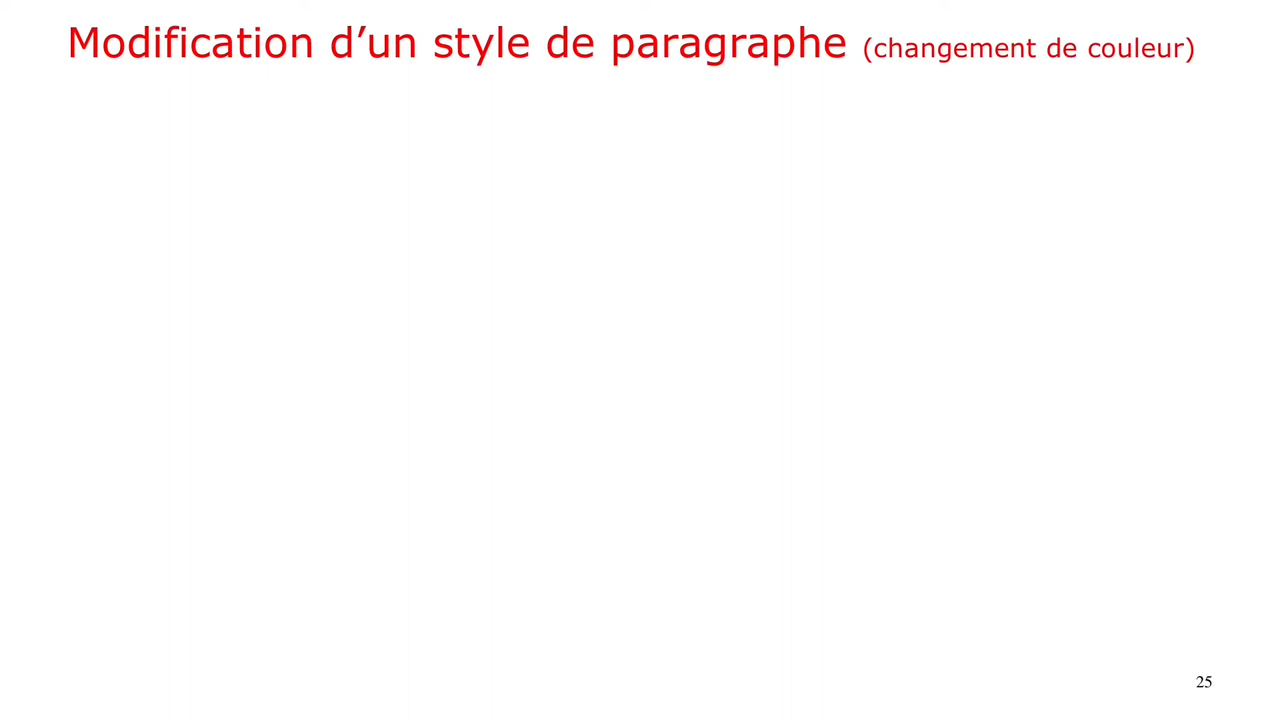 Modification d’un style de paragraphe (changement de couleur)
25